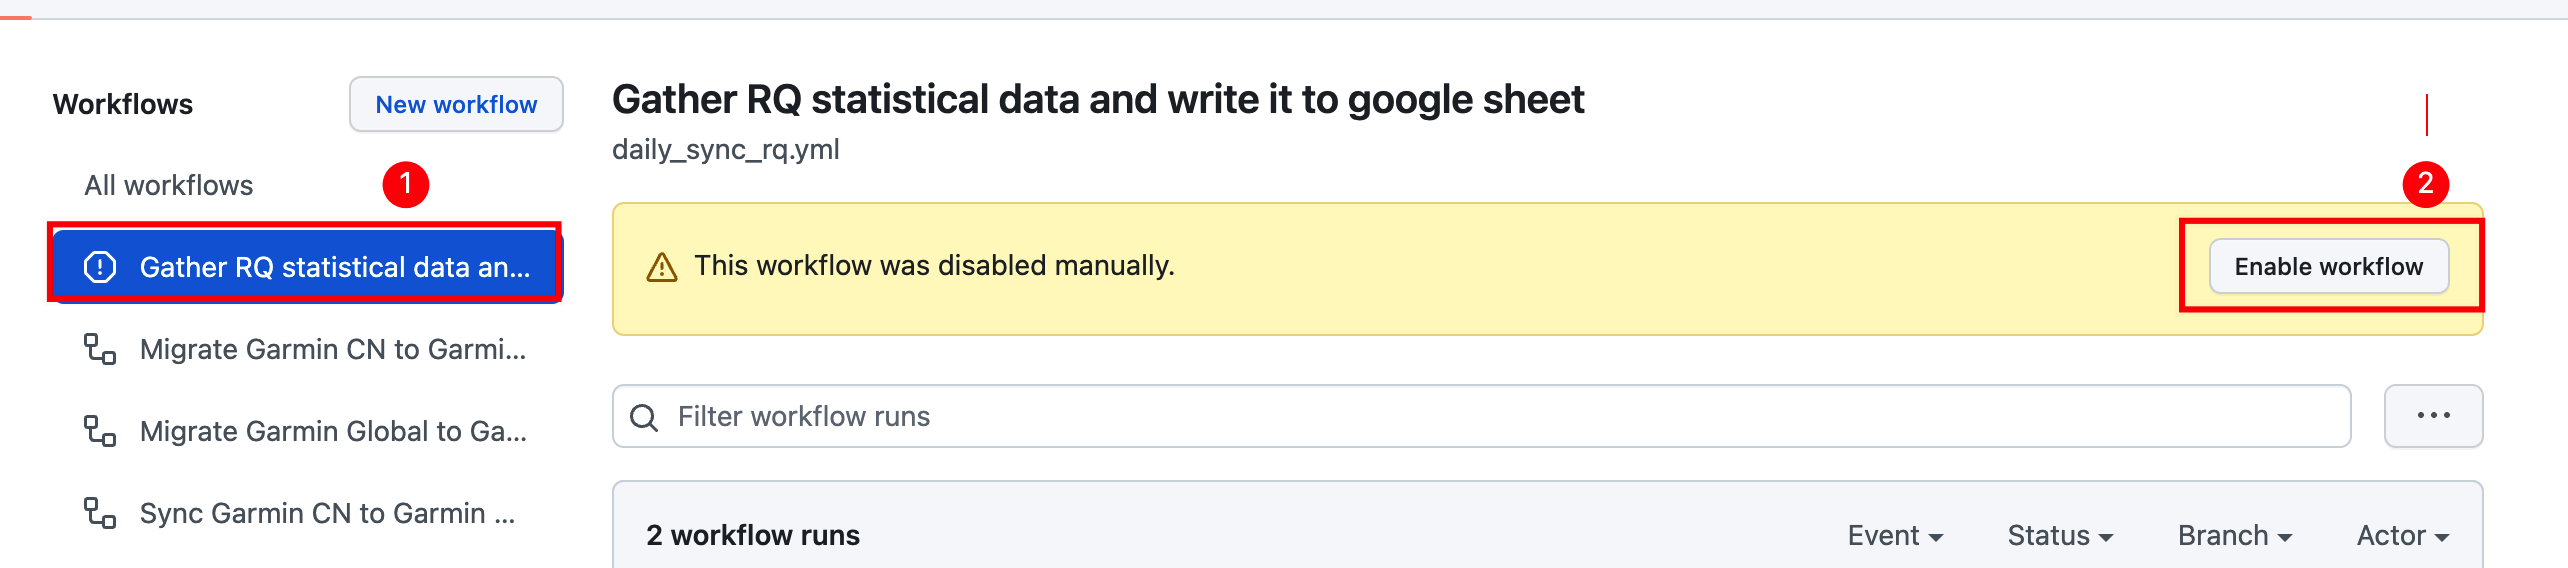 Workflows
New workflow
All workflows
1
Gather RQ statistical data an...
Migrate Garmin CN to Garmi...
Migrate Garmin Global to Ga...
Sync Garmin CN to Garmin ...
Gather RQ statistical data and write it to google sheet
daily_sync_rq.yml
2
This workflow was disabled manually.
Enable workflow
Filter workflow runs
...
2 workflow runs
Event
Status
Branch
Actor